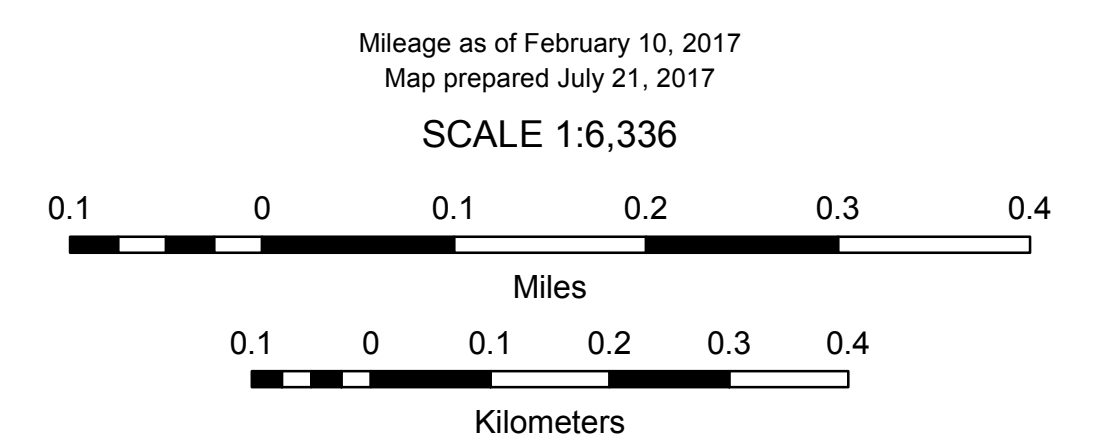 Mileage as of February 10, 2017
Map prepared July 21, 2017
SCALE 1:6,336
0.1 0 0.1 0.2 0.3 0.4
Miles
0.1 0 0.1 0.2 0.3 0.4
Kilometers